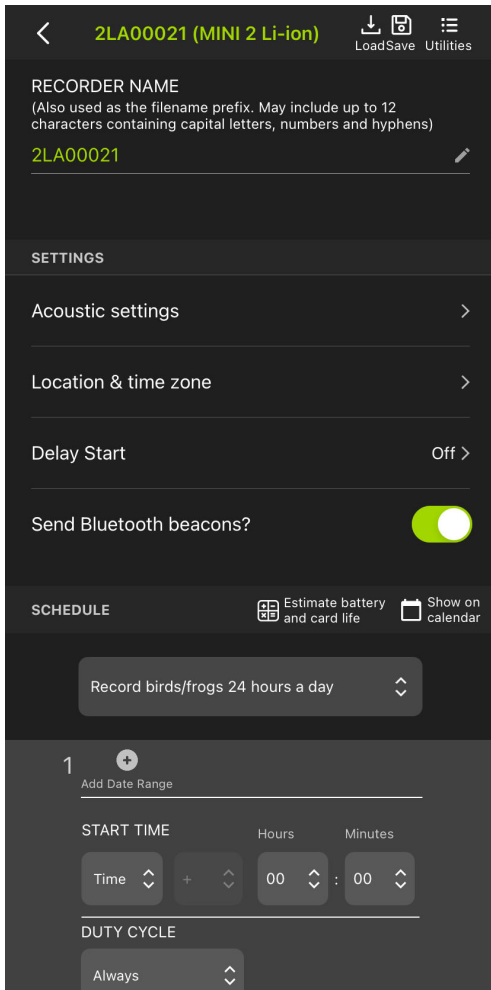 2LA00021 (MINI 2 Li-ion)
Load Save Utilities
RECORDER NAME
(Also used as the filename prefix. May include up to 12
characters containing capital letters, numbers and hyphens)
2LA00021
SETTINGS
Acoustic settings
Location & time zone
Delay Start Off
Send Bluetooth beacons?
SCHEDULE
Estimate battery
and card life
Show on
calendar
Record birds/frogs 24 hours a day
1
Add Date Range
START TIME Hours Minutes
Time + 00 : 00
DUTY CYCLE
Always